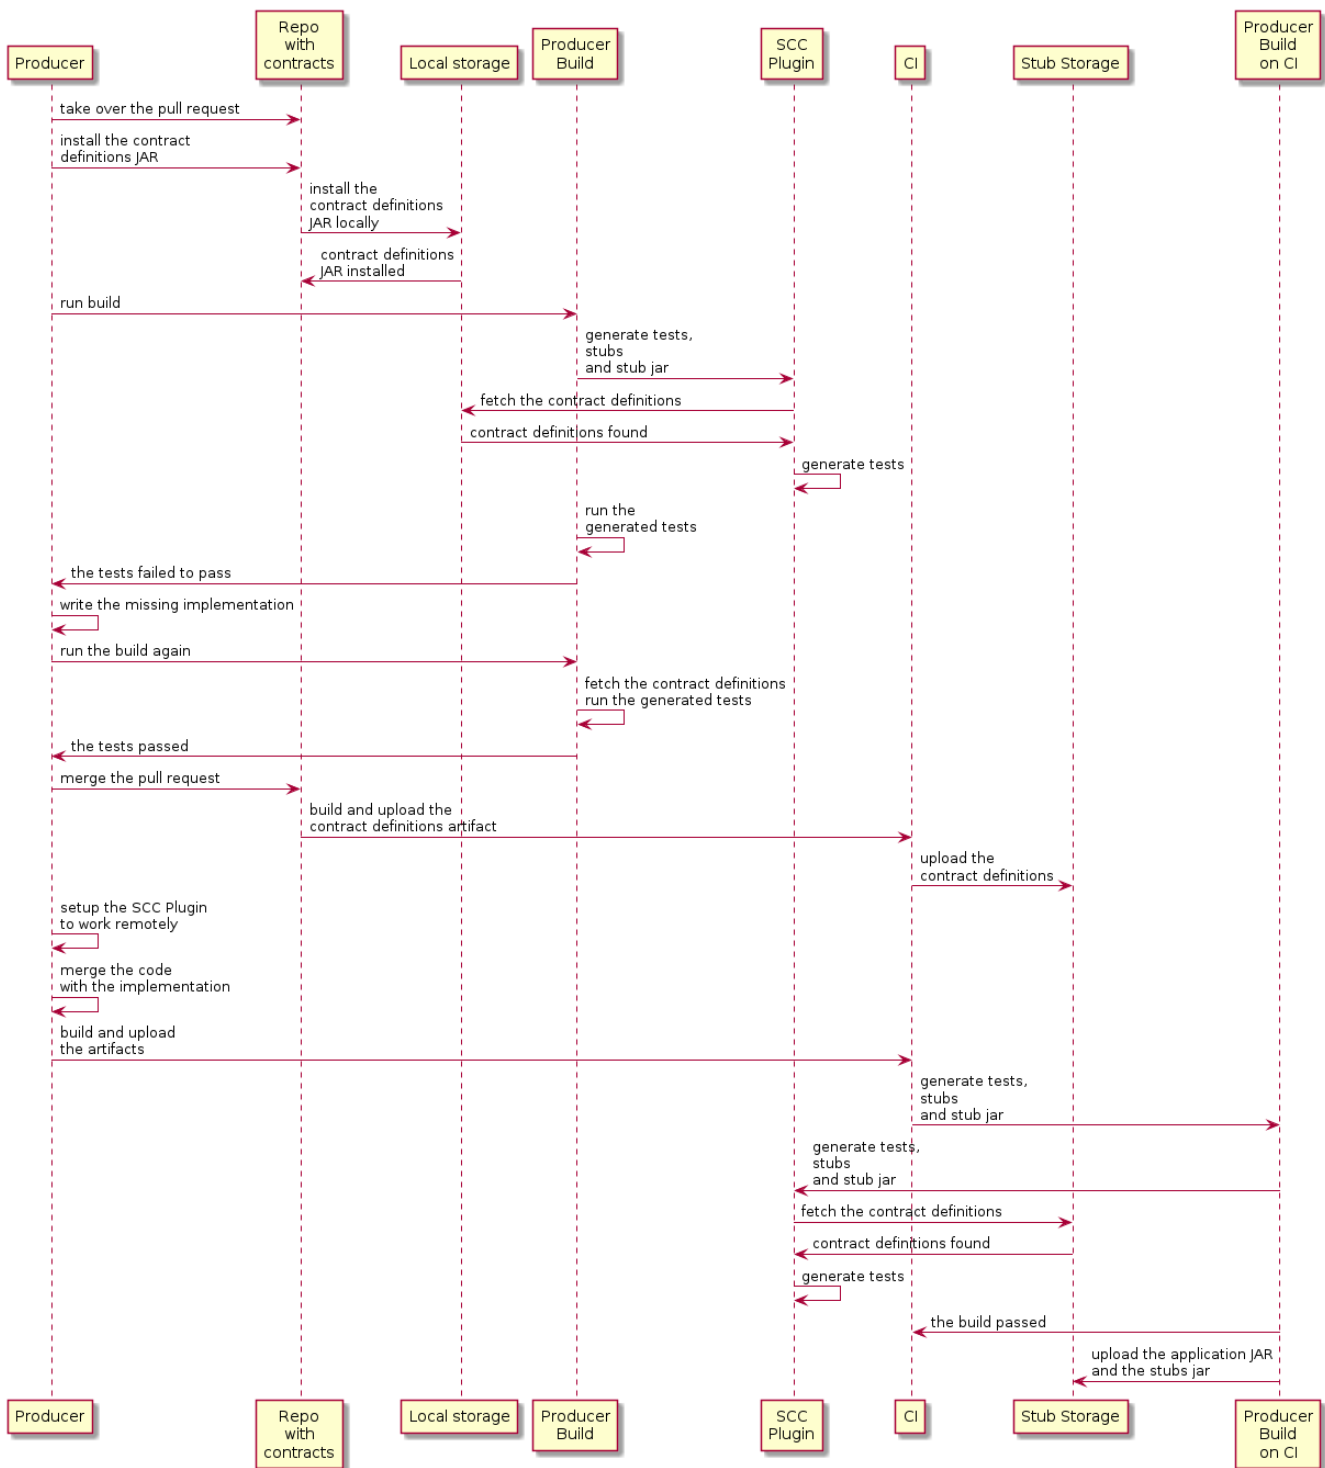 Producer
Repo
with
contracts
Local storage
Producer
Build
SCC
Plugin
CI
Stub Storage
Producer
Build
on CI
take over the pull request
install the contract
definitions JAR
install the
contract definitions
JAR locally
contract definitions
JAR installed
run build
generate tests,
stubs
and stub jar
fetch the contract definitions
contract definitions found
generate tests
run the
generated tests
the tests failed to pass
write the missing implementation
run the build again
fetch the contract definitions
run the generated tests
the tests passed
merge the pull request
build and upload the
contract definitions artifact
upload the
contract definitions
setup the SCC Plugin
to work remotely
merge the code
with the implementation
build and upload
the artifacts
generate tests,
stubs
and stub jar
generate tests,
stubs
and stub jar
fetch the contract definitions
contract definitions found
generate tests
the build passed
upload the application JAR
and the stubs jar
Producer
Repo
with
contracts
Local storage
Producer
Build
SCC
Plugin
CI
Stub Storage
Producer
Build
on CI